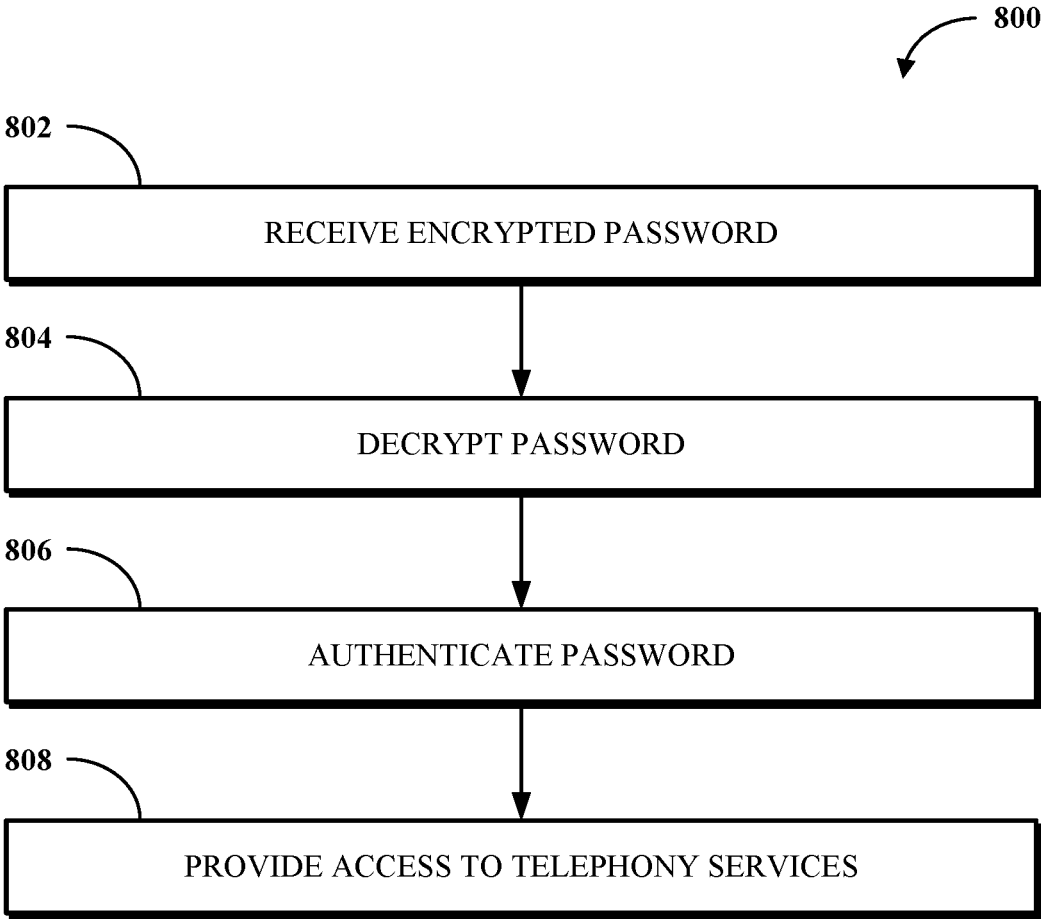 800
802
RECEIVE ENCRYPTED PASSWORD
804
DECRYPT PASSWORD
806
AUTHENTICATE PASSWORD
808
PROVIDE ACCESS TO TELEPHONY SERVICES